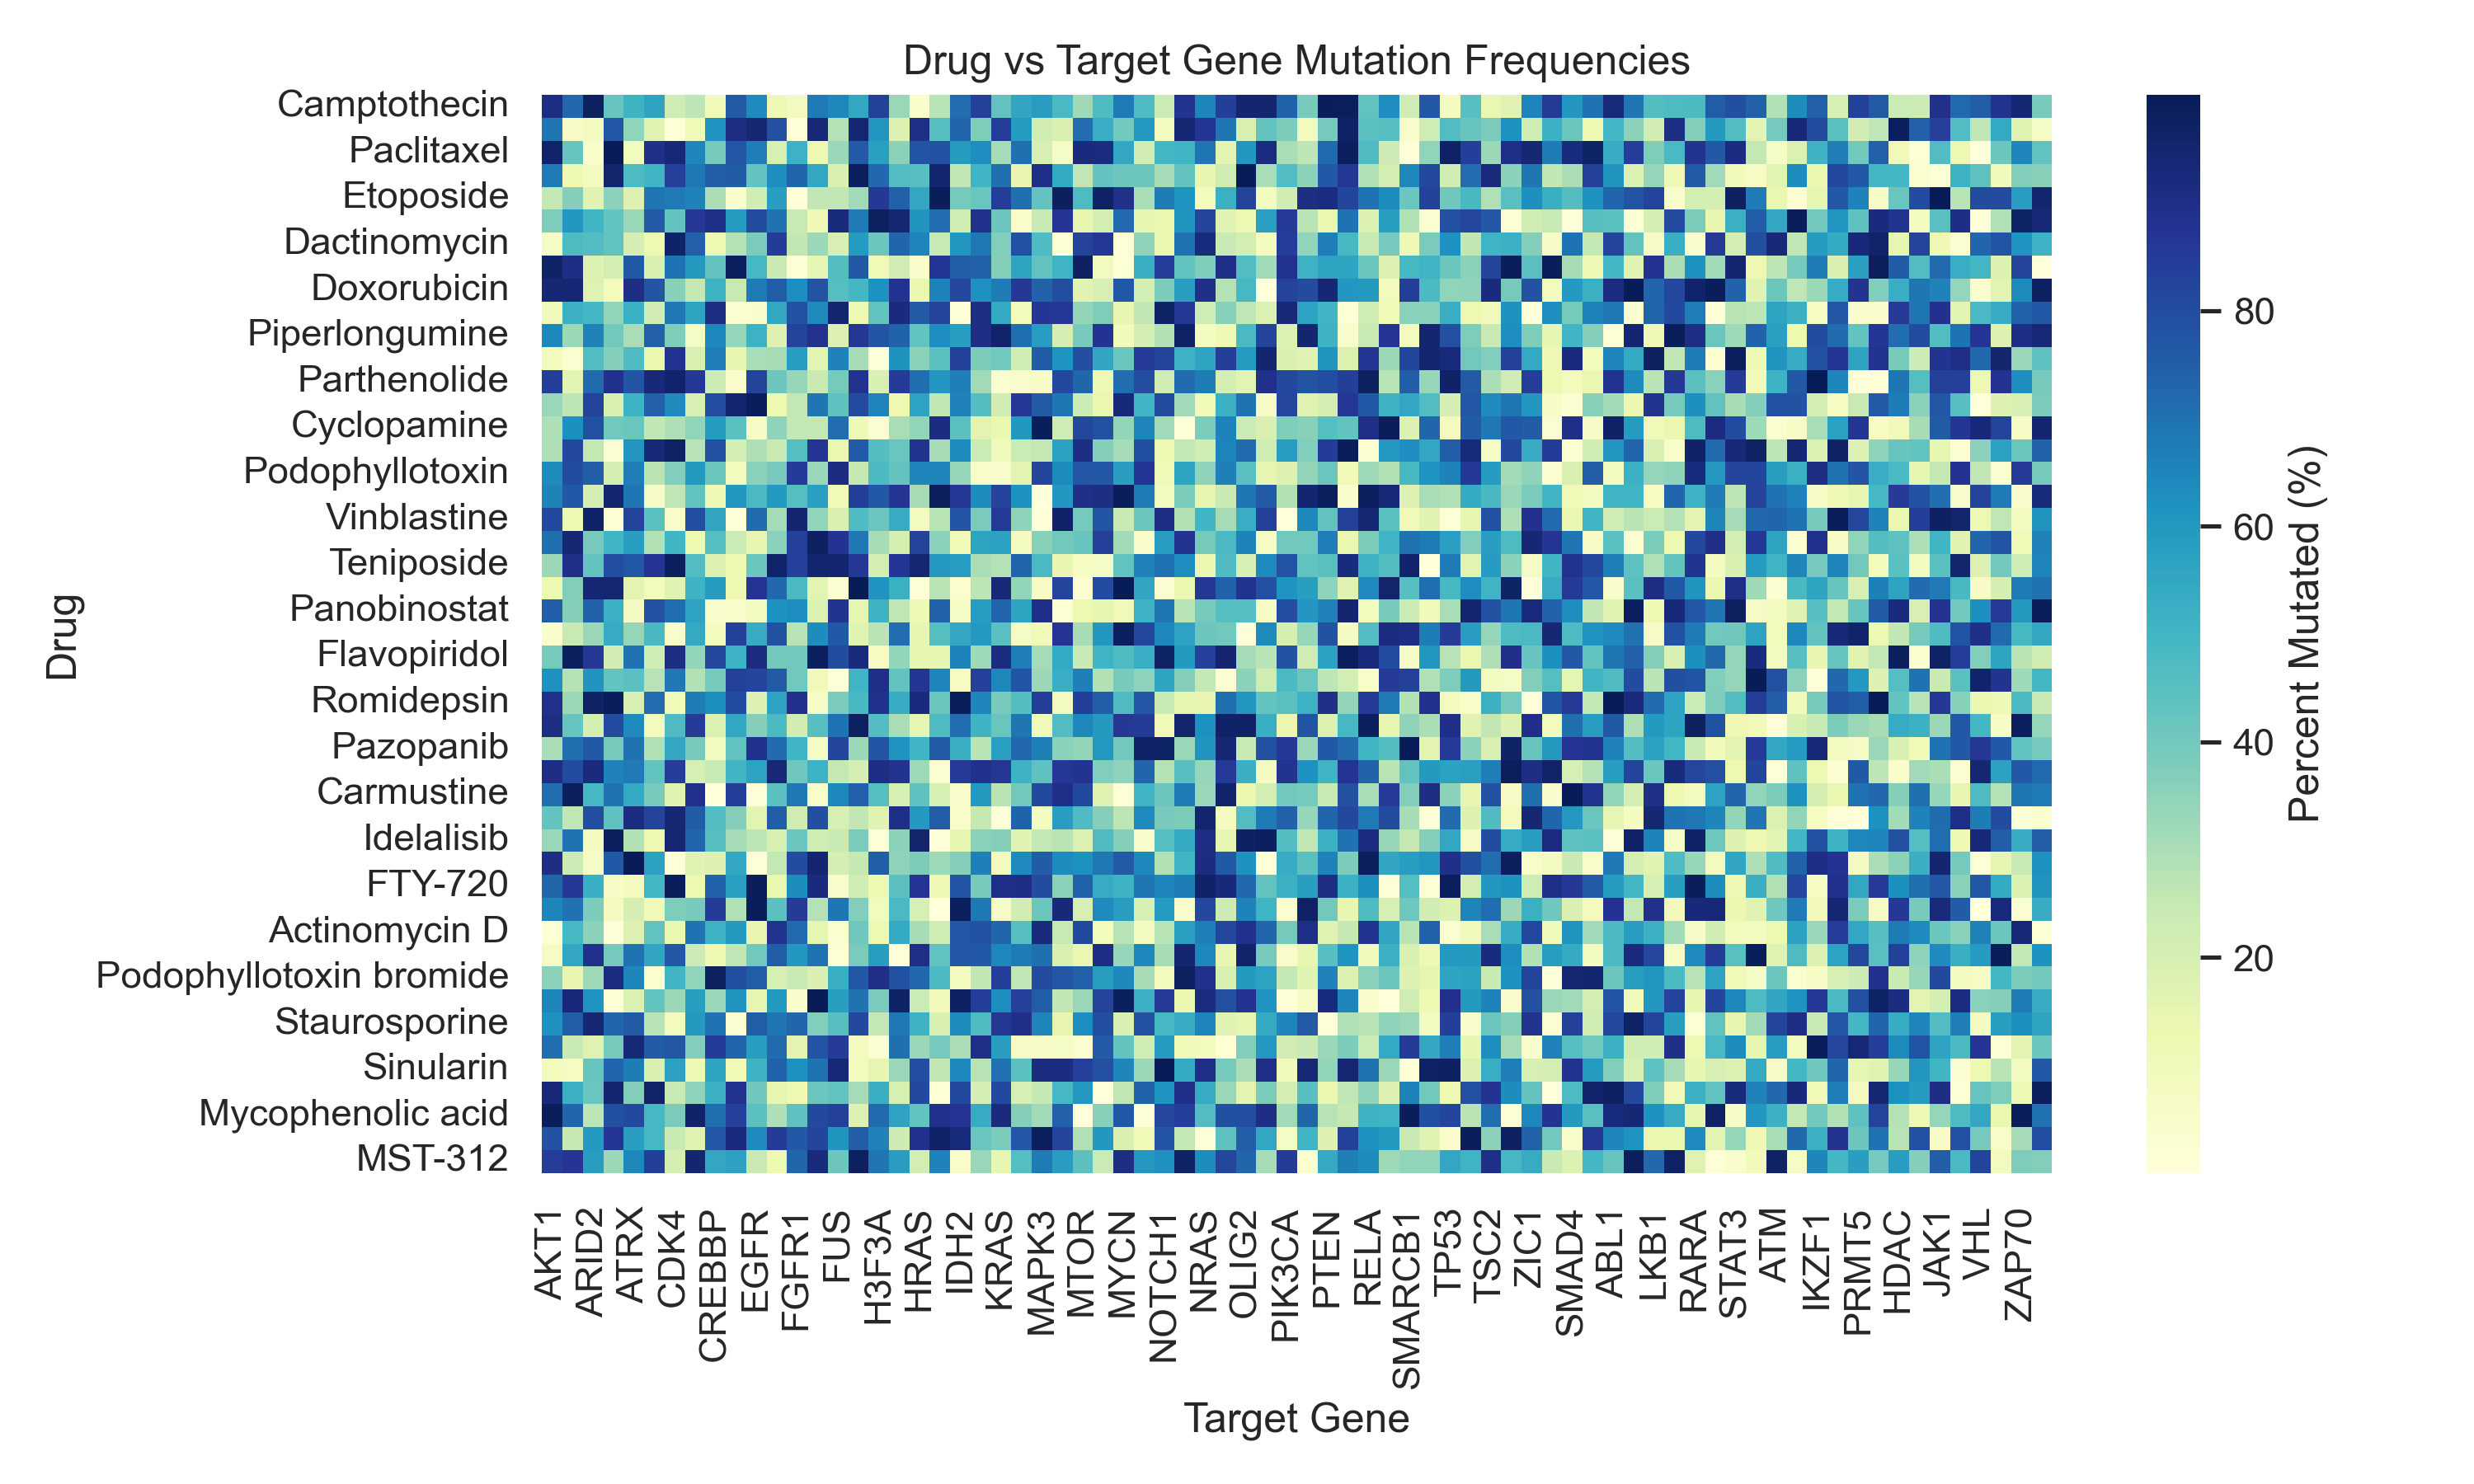 Drug vs Target Gene Mutation Frequencies
Drug
Camptothecin
Paclitaxel
Etoposide
Dactinomycin
Doxorubicin
Piperlongumine
Parthenolide
Cyclopamine
Podophyllotoxin
Vinblastine
Teniposide
Panobinostat
Flavopiridol
Romidepsin
Pazopanib
Carmustine
Idelalisib
FTY-720
Actinomycin D
Podophyllotoxin bromide
Staurosporine
Sinularin
Mycophenolic acid
MST-312
AKT1
ARID2
ATRX
CDK4
CREBBP
EGFR
FGFR1
FUS
H3F3A
HRAS
IDH2
KRAS
MAPK3
MTOR
MYCN
NOTCH1
NRAS
OLIG2
PIK3CA
PTEN
RELA
SMARCB1
TP53
TSC2
ZIC1
SMAD4
ABL1
LKB1
RARA
STAT3
ATM
IKZF1
PRMT5
HDAC
JAK1
VHL
ZAP70
Target Gene
80
60
40
20
Percent Mutated (%)